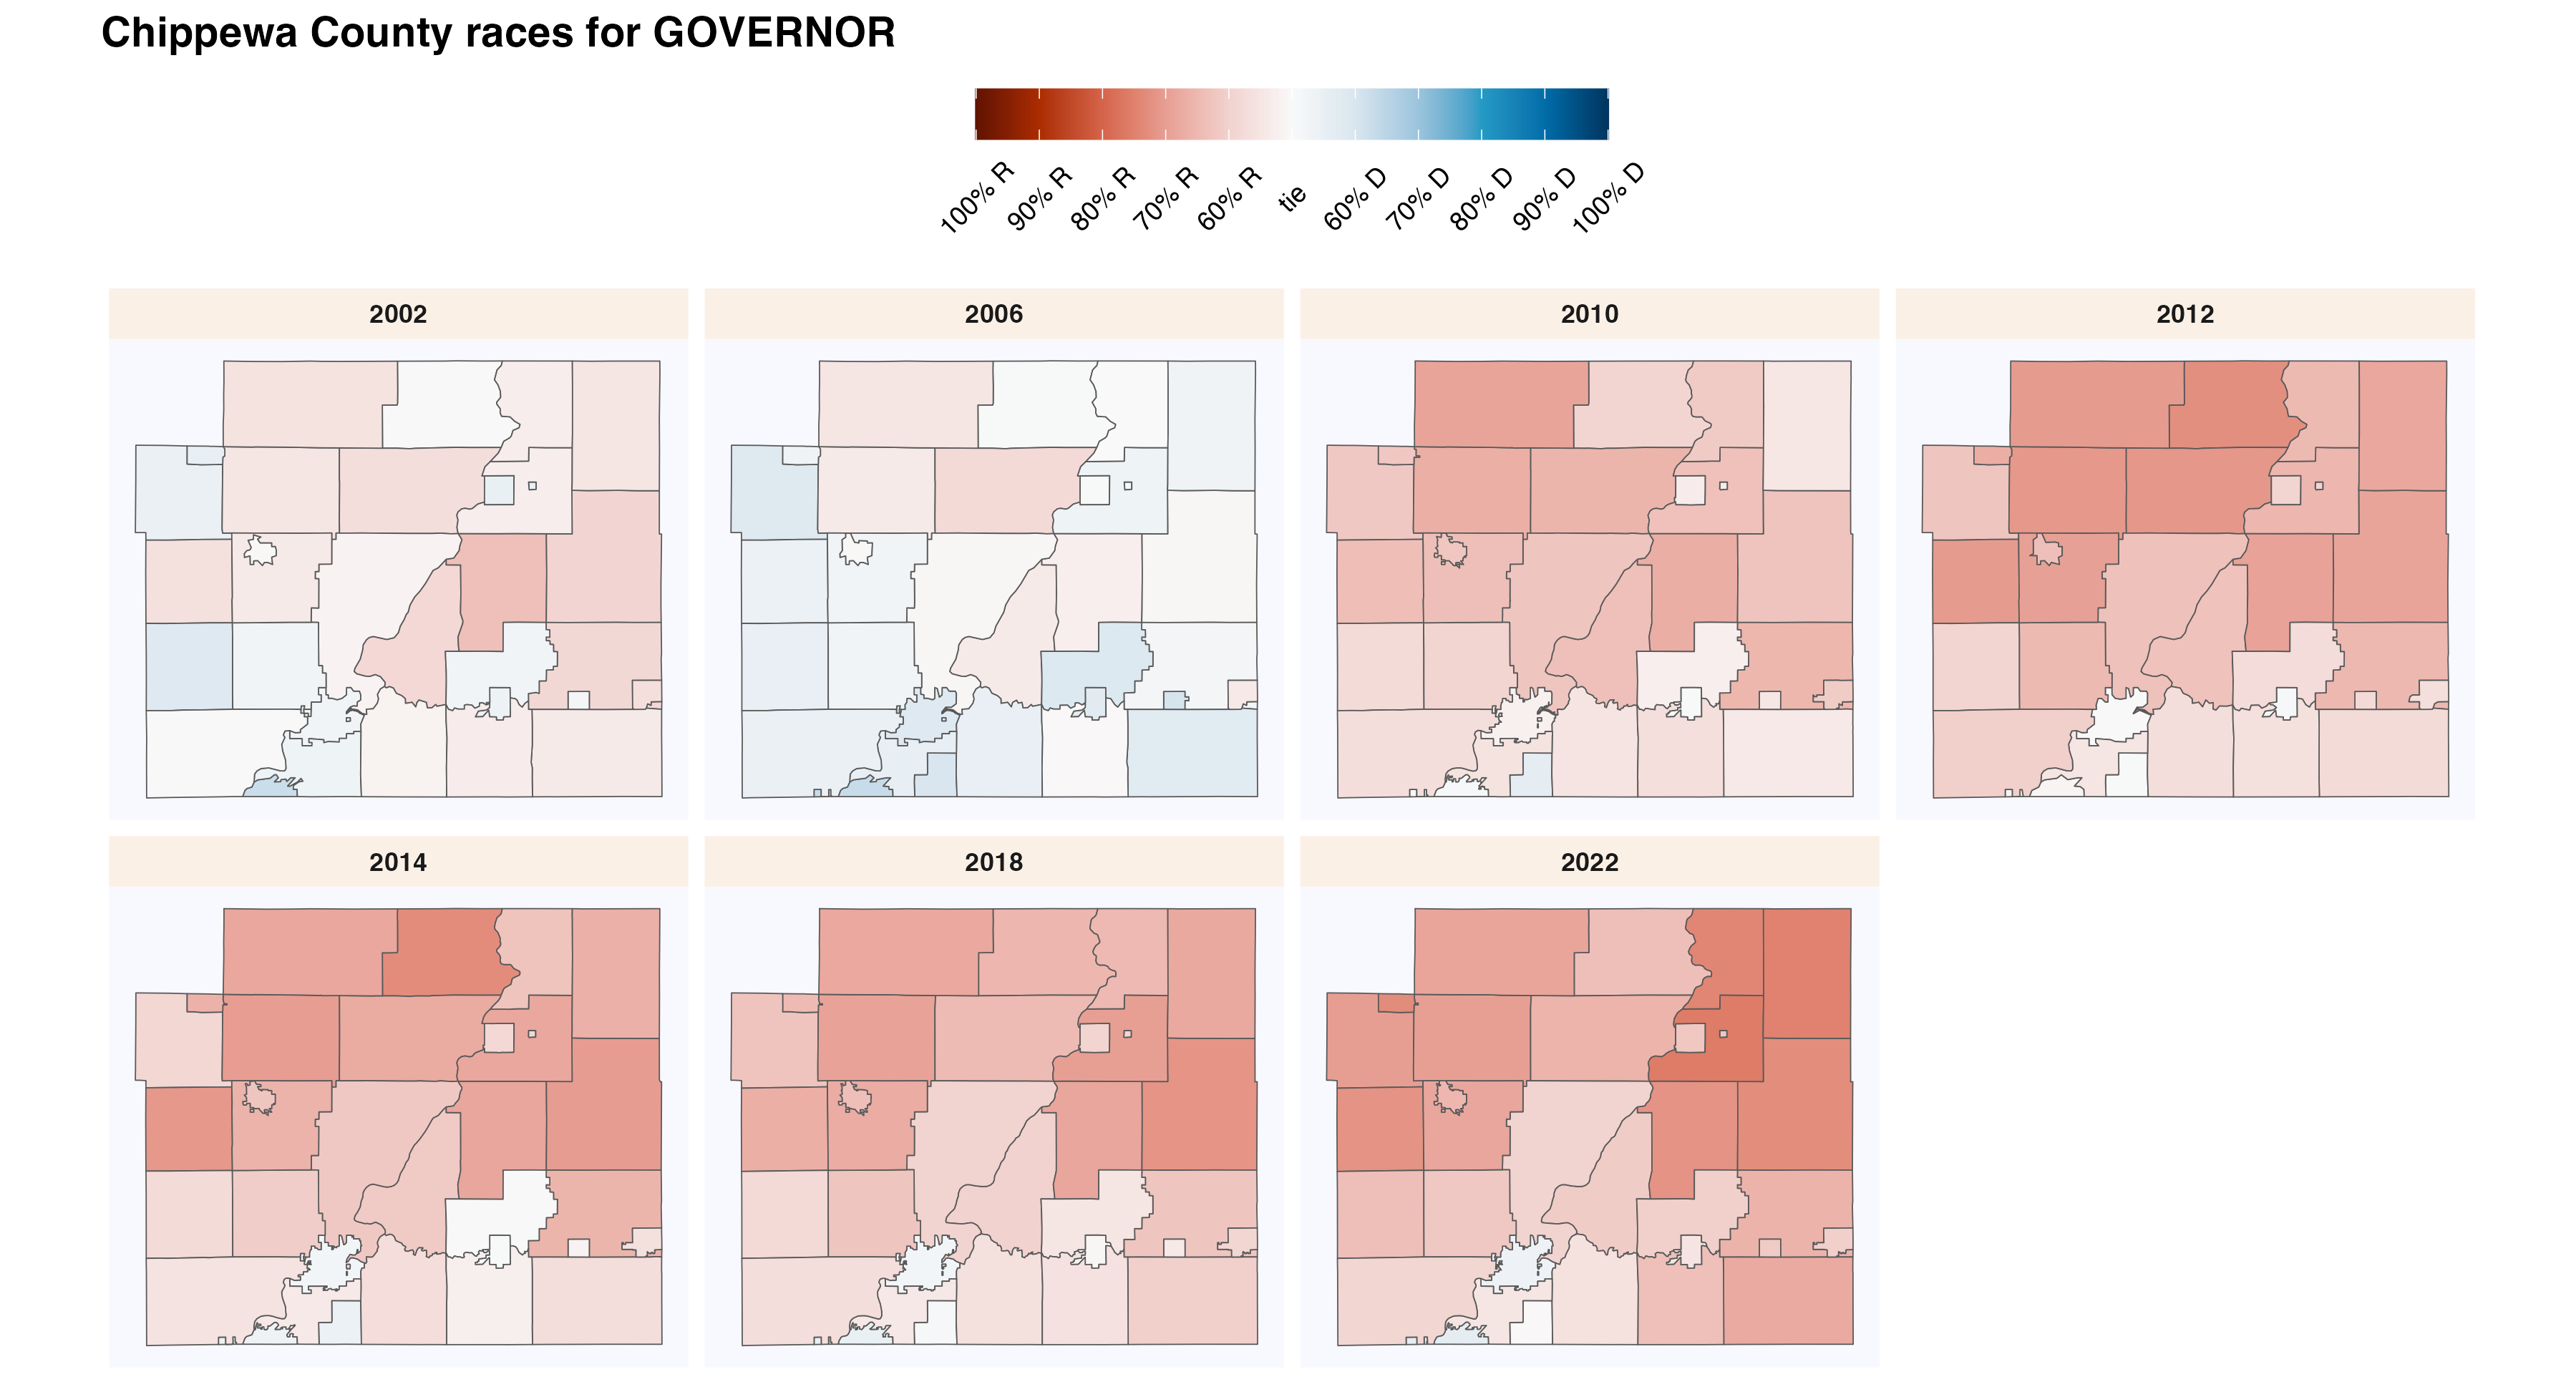 Chippewa County races for GOVERNOR
100% R
90% R
80% R
70% R
60% R
tie
60% D
70% D
80% D
90% D
100% D
2002
2006
2010
2012
2014
2018
2022